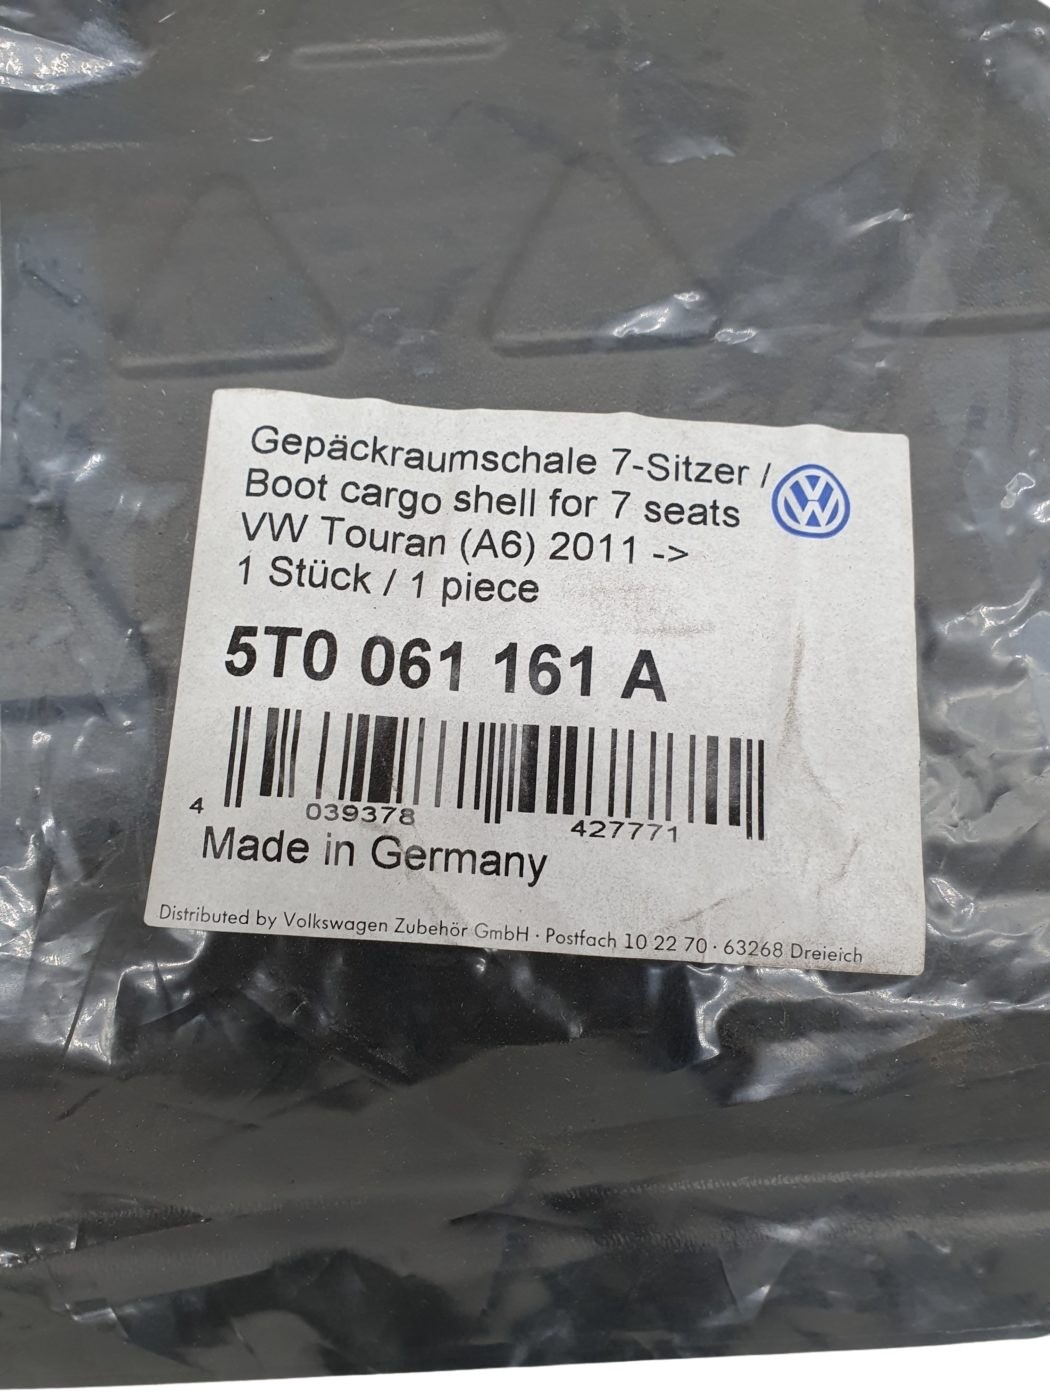 Gepäckraumschale 7-Sitzer /
Boot cargo shell for 7 seats
VW Touran (A6) 2011 ->
1 Stück / 1 piece
5T0 061 161 A
4 039378 427771
Made in Germany
Distributed by Volkswagen Zubehör GmbH · Postfach 10 22 70 · 63268 Dreieich